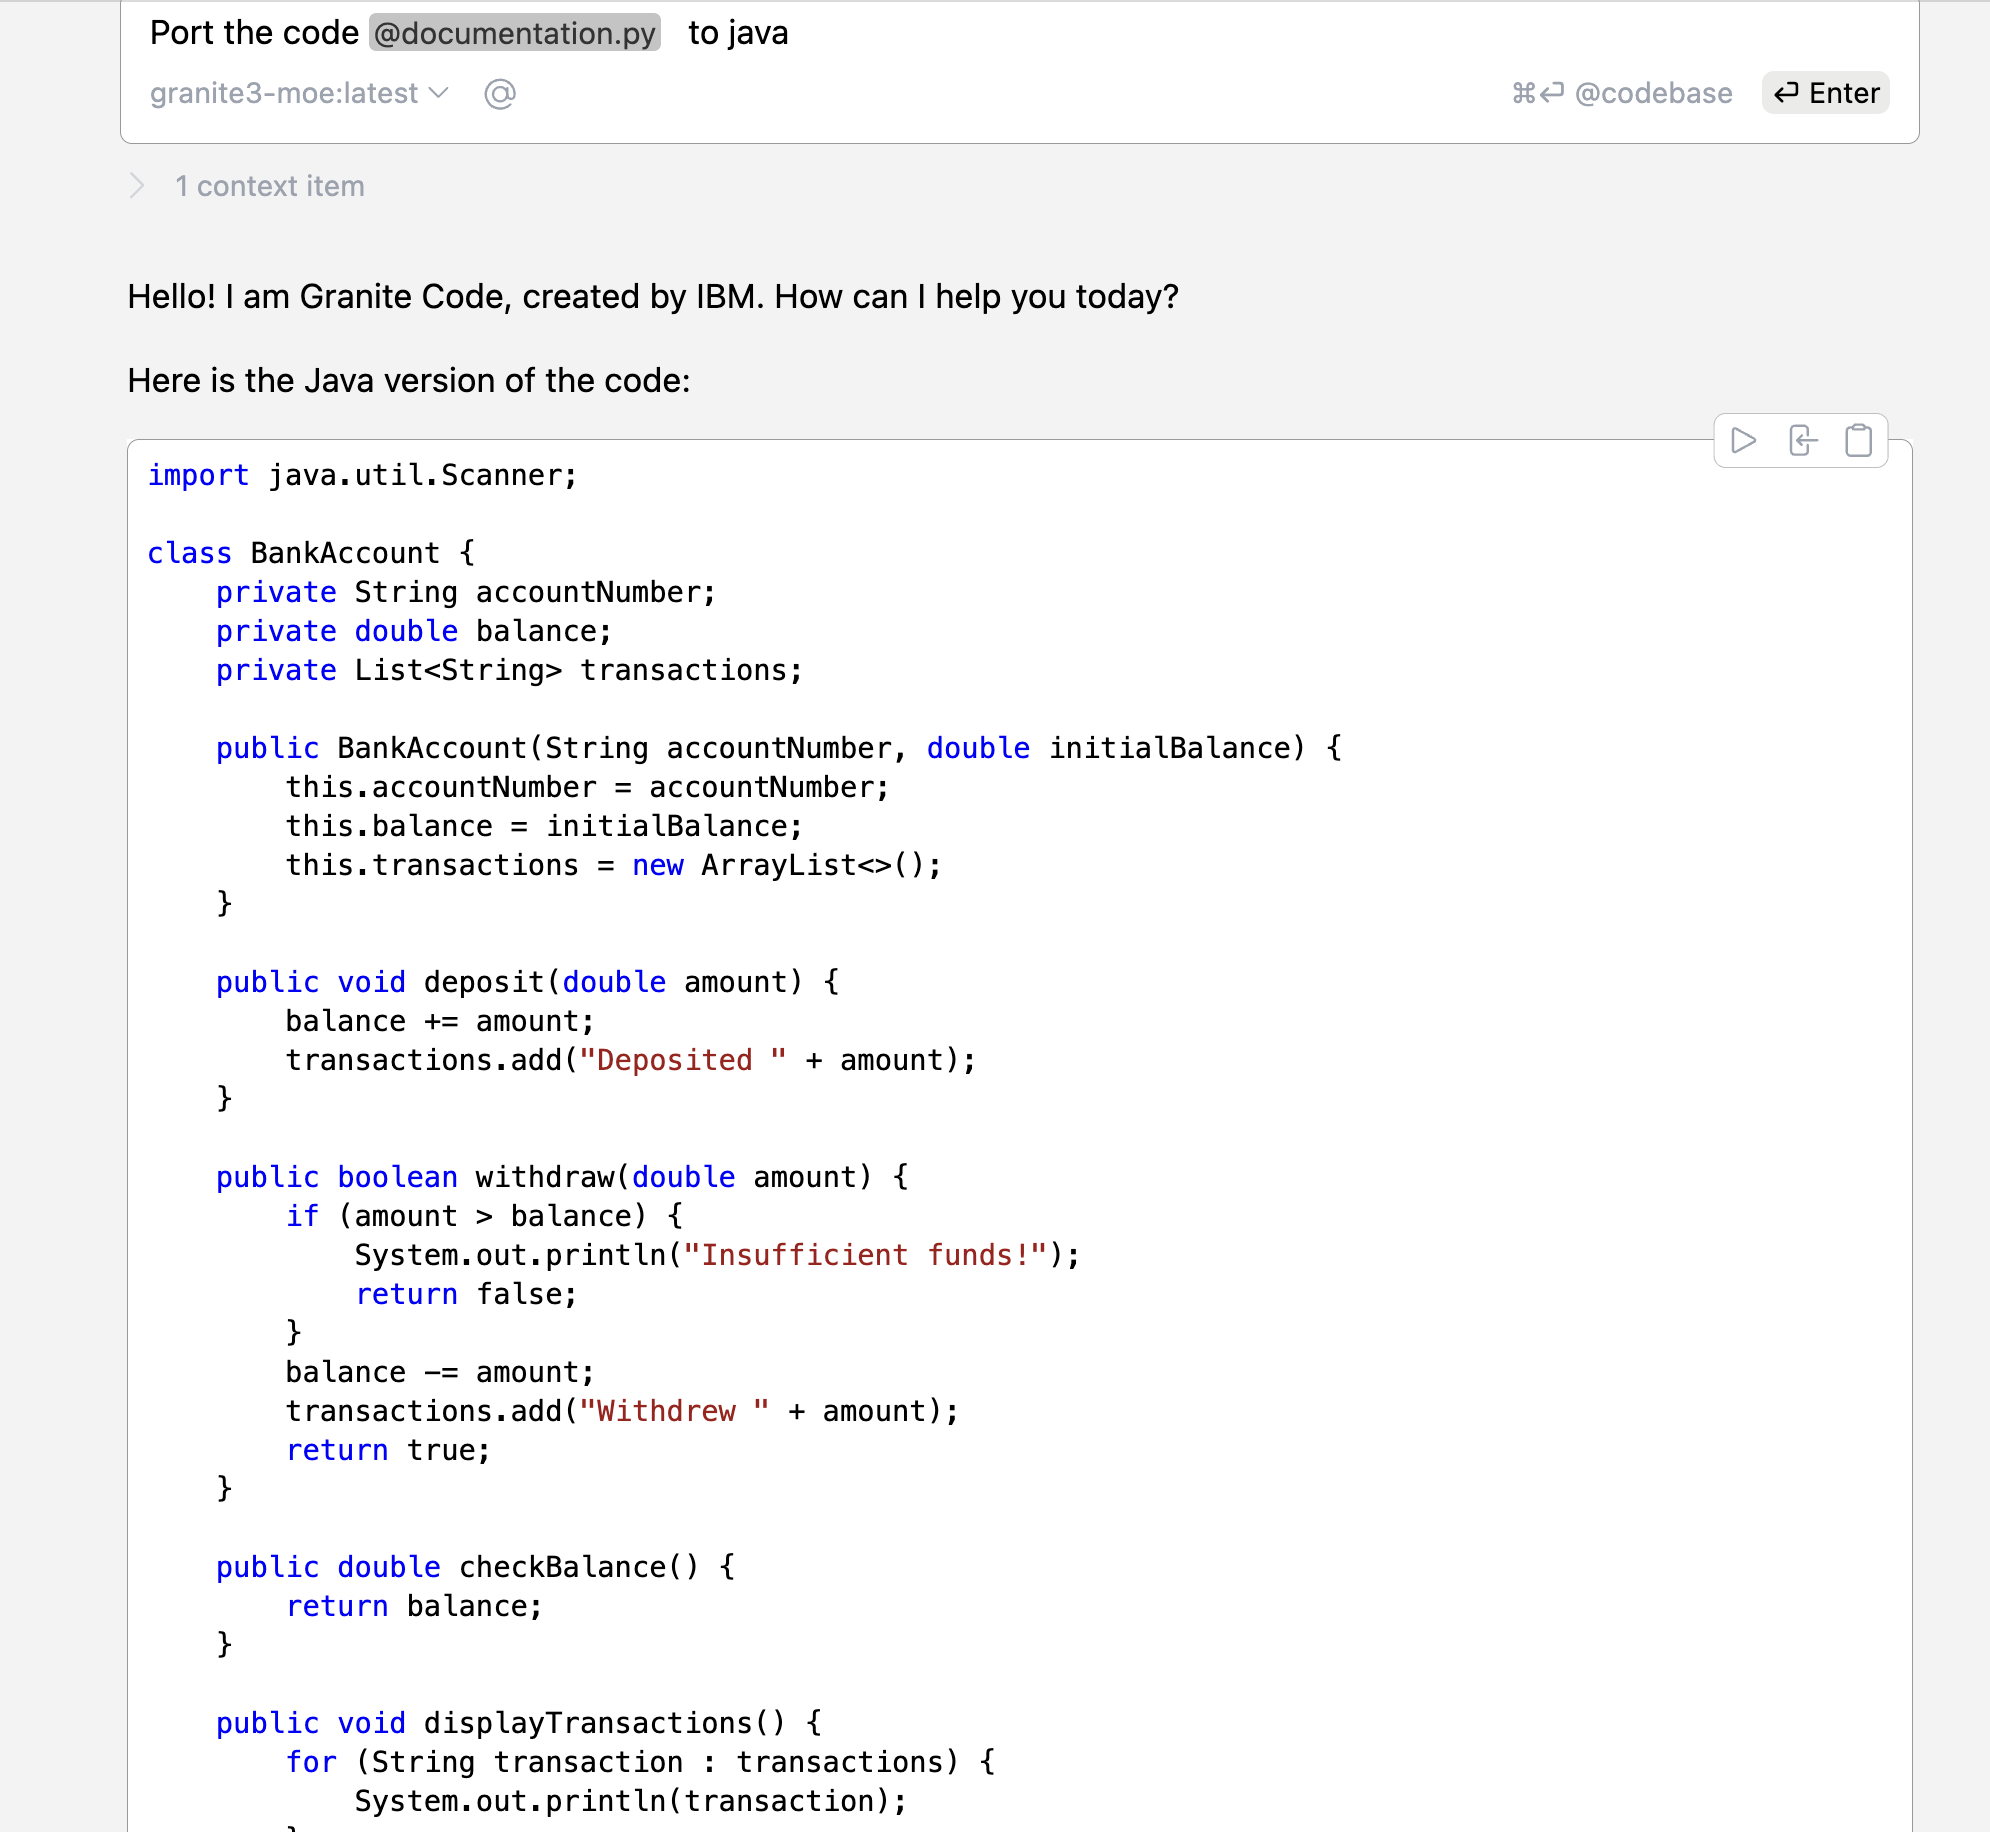 Port the code @documentation.py to java
granite3-moe:latest @ ⌘⏎ @codebase ⏎ Enter
1 context item
Hello! I am Granite Code, created by IBM. How can I help you today?
Here is the Java version of the code:
import java.util.Scanner;
class BankAccount {
    private String accountNumber;
    private double balance;
    private List<String> transactions;
    public BankAccount(String accountNumber, double initialBalance) {
        this.accountNumber = accountNumber;
        this.balance = initialBalance;
        this.transactions = new ArrayList<>();
    }
    public void deposit(double amount) {
        balance += amount;
        transactions.add("Deposited " + amount);
    }
    public boolean withdraw(double amount) {
        if (amount > balance) {
            System.out.println("Insufficient funds!");
            return false;
        }
        balance -= amount;
        transactions.add("Withdrew " + amount);
        return true;
    }
    public double checkBalance() {
        return balance;
    }
    public void displayTransactions() {
        for (String transaction : transactions) {
            System.out.println(transaction);
        }